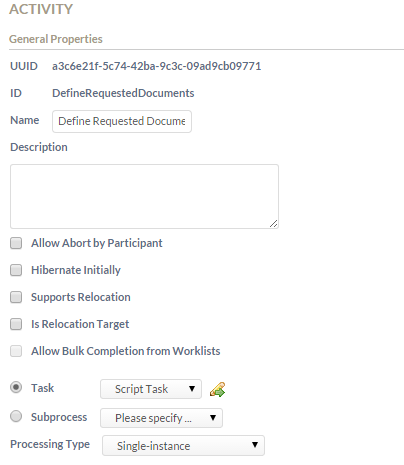 ACTIVITY
General Properties
UUID a3c6e21f-5c74-42ba-9c3c-09ad9cb09771
ID DefineRequestedDocuments
Name Define Requested Docume
Description
Allow Abort by Participant
Hibernate Initially
Supports Relocation
Is Relocation Target
Allow Bulk Completion from Worklists
Task Script Task
Subprocess Please specify ...
Processing Type Single-instance